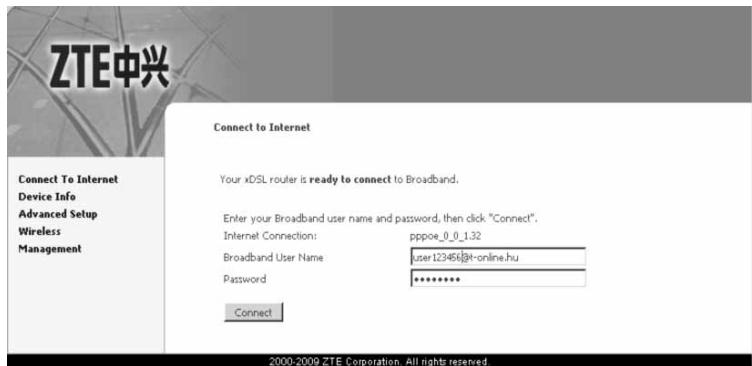 ZTE中兴
Connect to Internet
Connect To Internet
Device Info
Advanced Setup
Wireless
Management
Your xDSL router is ready to connect to Broadband.
Enter your Broadband user name and password, then click "Connect".
Internet Connection: pppoe_0_0_1.32
Broadband User Name user123456@t-online.hu
Password ••••••••
Connect
2000-2009 ZTE Corporation. All rights reserved.